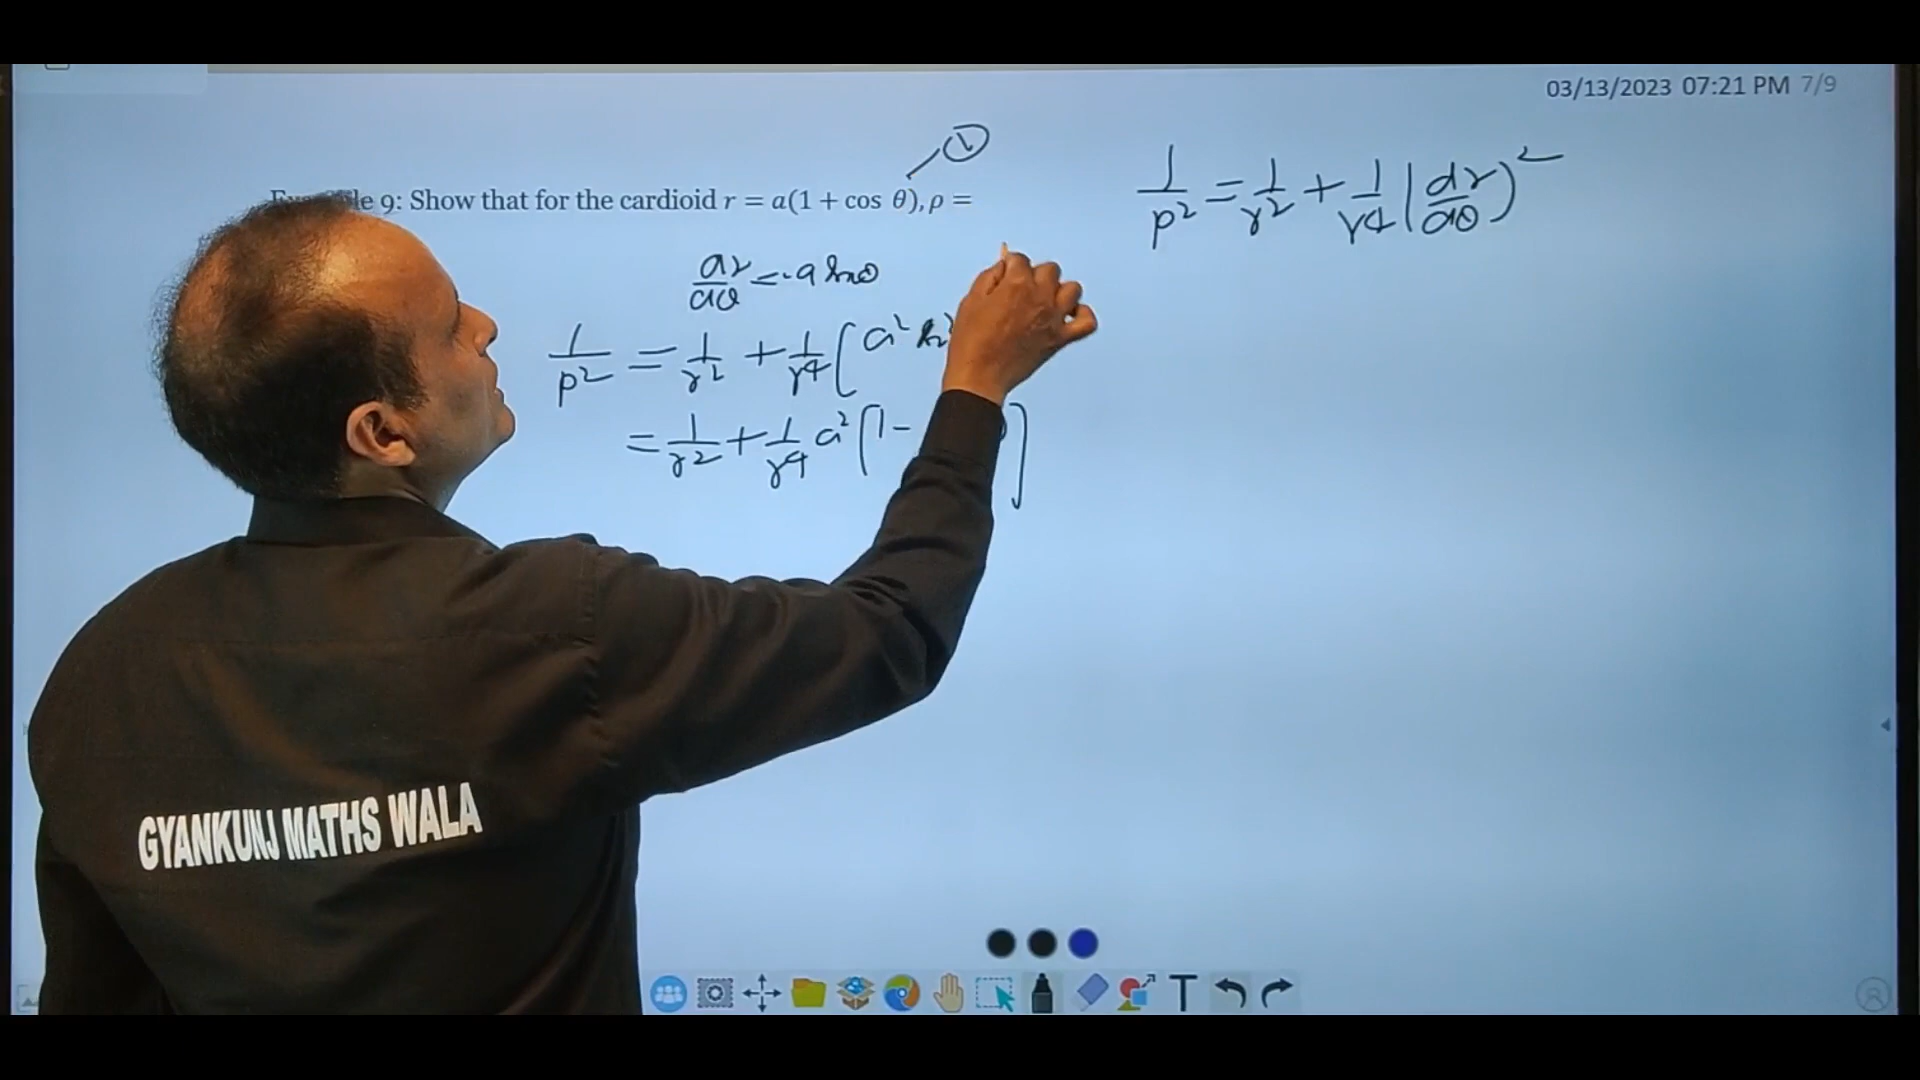 03/13/2023 07:21 PM 7/9
①
9: Show that for the cardioid r = a(1 + cos θ), ρ =
1/p² = 1/r² + 1/r⁴ (dr/dθ)²
dr/dθ = -a sinθ
1/p² = 1/r² + 1/r⁴ [a²
= 1/r² + 1/r⁴ a² [1 - ]
GYANKUNJ MATHS WALA
T